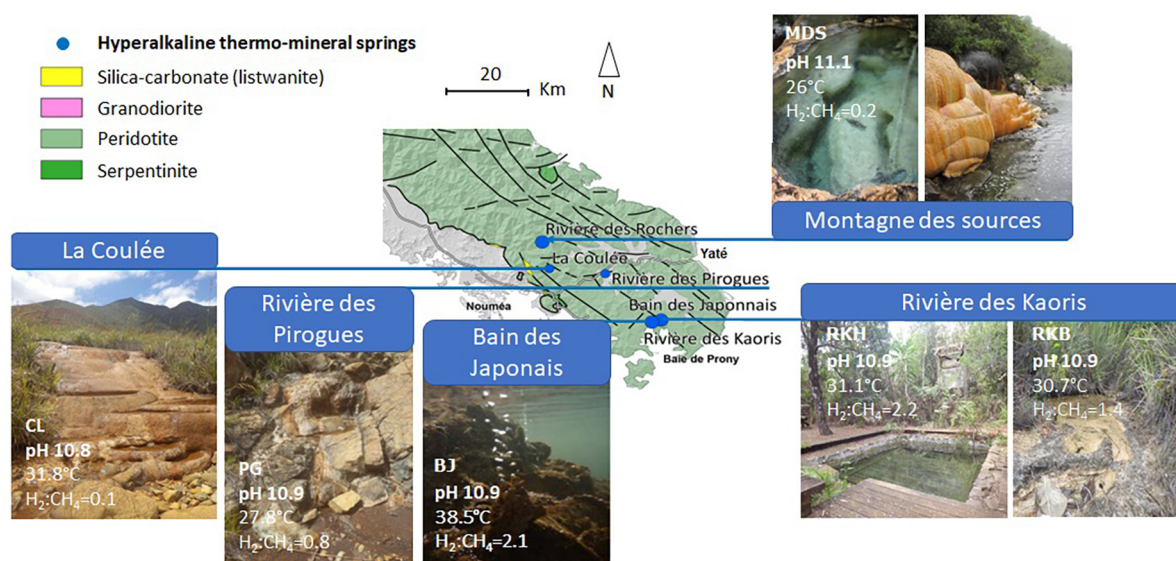 Hyperalkaline thermo-mineral springs
Silica-carbonate (listwanite)
Granodiorite
Peridotite
Serpentinite
20
Km
N
MDS
pH 11.1
26°C
H₂:CH₄=0.2
Montagne des sources
Rivière des Rochers
La Coulée
Yaté
Rivière des Pirogues
Nouméa
Bain des Japonnais
Rivière des Kaoris
Baie de Prony
La Coulée
CL
pH 10.8
31.8°C
H₂:CH₄=0.1
Rivière des
Pirogues
PG
pH 10.9
27.8°C
H₂:CH₄=0.8
Bain des
Japonais
BJ
pH 10.9
38.5°C
H₂:CH₄=2.1
Rivière des Kaoris
RKH
pH 10.9
31.1°C
H₂:CH₄=2.2
RKB
pH 10.9
30.7°C
H₂:CH₄=1.4